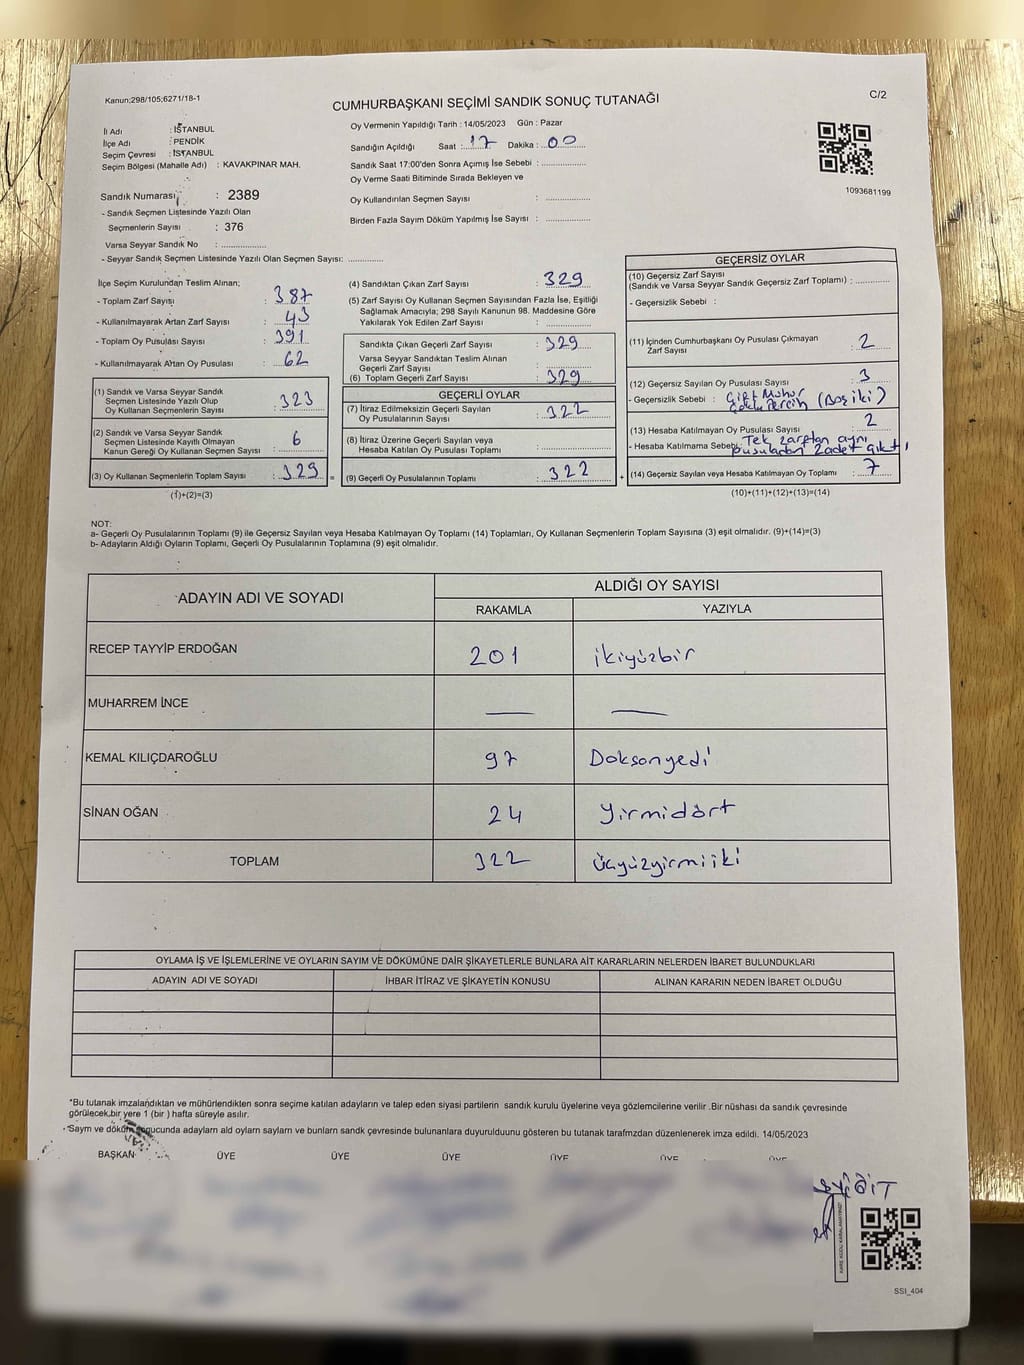 Kanun;298/105;6271/18-1
CUMHURBAŞKANI SEÇİMİ SANDIK SONUÇ TUTANAĞI
C/2
İl Adı : İSTANBUL
İlçe Adı : PENDİK
Seçim Çevresi : İSTANBUL
Seçim Bölgesi (Mahalle Adı) : KAVAKPINAR MAH.
Sandık Numarası : 2389
- Sandık Seçmen Listesinde Yazılı Olan
Seçmenlerin Sayısı : 376
Varsa Seyyar Sandık No : ................
- Seyyar Sandık Seçmen Listesinde Yazılı Olan Seçmen Sayısı: ............
Oy Vermenin Yapıldığı Tarih : 14/05/2023 Gün : Pazar
Sandığın Açıldığı Saat :..17.. Dakika :..00..
Sandık Saat 17:00'den Sonra Açımış İse Sebebi : ................
Oy Verme Saati Bitiminde Sırada Bekleyen ve
Oy Kullandırılan Seçmen Sayısı : ................
Birden Fazla Sayım Döküm Yapılmış İse Sayısı : ................
1093681199
İlçe Seçim Kurulundan Teslim Alınan;
- Toplam Zarf Sayısı : 387
- Kullanılmayarak Artan Zarf Sayısı : 43
- Toplam Oy Pusulası Sayısı : 391
- Kullanılmayarak Artan Oy Pusulası : 62
(1) Sandık ve Varsa Seyyar Sandık
Seçmen Listesinde Yazılı Olup
Oy Kullanan Seçmenlerin Sayısı : 323
(2) Sandık ve Varsa Seyyar Sandık
Seçmen Listesinde Kayıtlı Olmayan
Kanun Gereği Oy Kullanan Seçmen Sayısı : 6
(3) Oy Kullanan Seçmenlerin Toplam Sayısı : 329
(1)+(2)=(3)
(4) Sandıktan Çıkan Zarf Sayısı : 329
(5) Zarf Sayısı Oy Kullanan Seçmen Sayısından Fazla İse, Eşitliği
Sağlamak Amacıyla; 298 Sayılı Kanunun 98. Maddesine Göre
Yakılarak Yok Edilen Zarf Sayısı : ................
Sandıkta Çıkan Geçerli Zarf Sayısı : 329
Varsa Seyyar Sandıktan Teslim Alınan
Geçerli Zarf Sayısı : ................
(6) Toplam Geçerli Zarf Sayısı : 329
GEÇERLİ OYLAR
(7) İtiraz Edilmeksizin Geçerli Sayılan
Oy Pusulalarının Sayısı : 322
(8) İtiraz Üzerine Geçerli Sayılan veya
Hesaba Katılan Oy Pusulası Toplamı : ................
= (9) Geçerli Oy Pusulalarının Toplamı : 322 +
GEÇERSİZ OYLAR
(10) Geçersiz Zarf Sayısı
(Sandık ve Varsa Seyyar Sandık Geçersiz Zarf Toplamı) : ............
- Geçersizlik Sebebi :
(11) İçinden Cumhurbaşkanı Oy Pusulası Çıkmayan
Zarf Sayısı : 2
(12) Geçersiz Sayılan Oy Pusulası Sayısı : 3
- Geçersizlik Sebebi : Çift Mühür (Boş iki)
(13) Hesaba Katılmayan Oy Pusulası Sayısı : 2
- Hesaba Katılmama Sebebi: Tek zarftan aynı
pusuladan 2 adet çıktı
(14) Geçersiz Sayılan veya Hesaba Katılmayan Oy Toplamı : 7
(10)+(11)+(12)+(13)=(14)
NOT:
a- Geçerli Oy Pusulalarının Toplamı (9) ile Geçersiz Sayılan veya Hesaba Katılmayan Oy Toplamı (14) Toplamları, Oy Kullanan Seçmenlerin Toplam Sayısına (3) eşit olmalıdır. (9)+(14)=(3)
b- Adayların Aldığı Oyların Toplamı, Geçerli Oy Pusulalarının Toplamına (9) eşit olmalıdır.
ADAYIN ADI VE SOYADI ALDIĞI OY SAYISI
RAKAMLA YAZIYLA
RECEP TAYYİP ERDOĞAN 201 ikiyüzbir
MUHARREM İNCE — —
KEMAL KILIÇDAROĞLU 97 Doksanyedi
SİNAN OĞAN 24 Yirmidört
TOPLAM 322 üçyüzyirmiiki
OYLAMA İŞ VE İŞLEMLERİNE VE OYLARIN SAYIM VE DÖKÜMÜNE DAİR ŞİKAYETLERLE BUNLARA AİT KARARLARIN NELERDEN İBARET BULUNDUKLARI
ADAYIN ADI VE SOYADI İHBAR İTİRAZ VE ŞİKAYETİN KONUSU ALINAN KARARIN NEDEN İBARET OLDUĞU
*Bu tutanak imzalandıktan ve mühürlendikten sonra seçime katılan adayların ve talep eden siyasi partilerin sandık kurulu üyelerine veya gözlemcilerine verilir .Bir nüshası da sandık çevresinde
görülecek,bir yere 1 (bir ) hafta süreyle asılır.
Saym ve döküm sonucunda adaylarn ald oylarn saylarn ve bunlarn sandk çevresinde bulunanlara duyurulduunu gösteren bu tutanak tarafmzdan düzenlenerek imza edildi. 14/05/2023
BAŞKAN ÜYE ÜYE ÜYE ÜYE ÜYE ÜYE
SSI_404